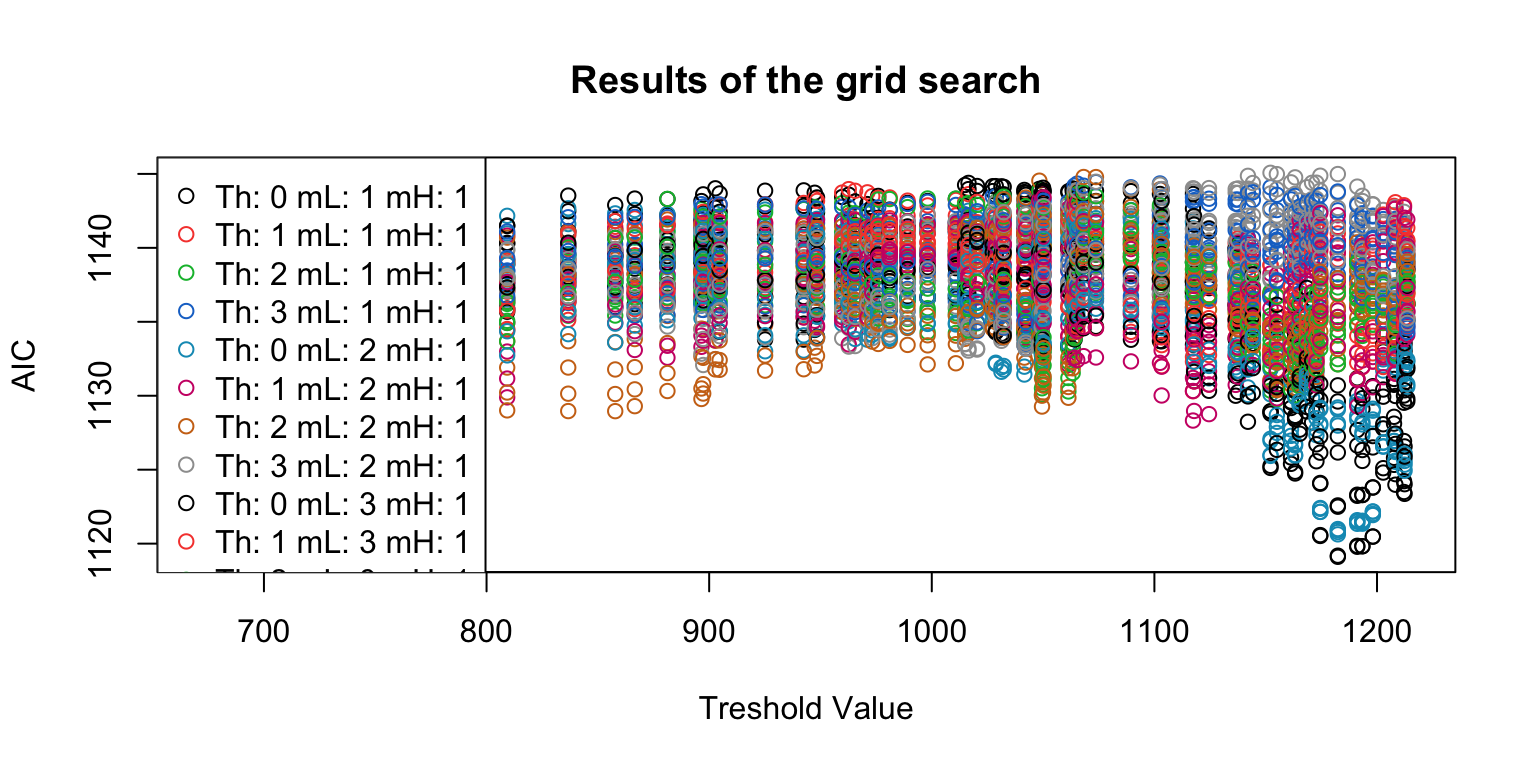 Results of the grid search
AIC
1140
1130
1120
Th: 0 mL: 1 mH: 1
Th: 1 mL: 1 mH: 1
Th: 2 mL: 1 mH: 1
Th: 3 mL: 1 mH: 1
Th: 0 mL: 2 mH: 1
Th: 1 mL: 2 mH: 1
Th: 2 mL: 2 mH: 1
Th: 3 mL: 2 mH: 1
Th: 0 mL: 3 mH: 1
Th: 1 mL: 3 mH: 1
700 800 900 1000 1100 1200
Treshold Value